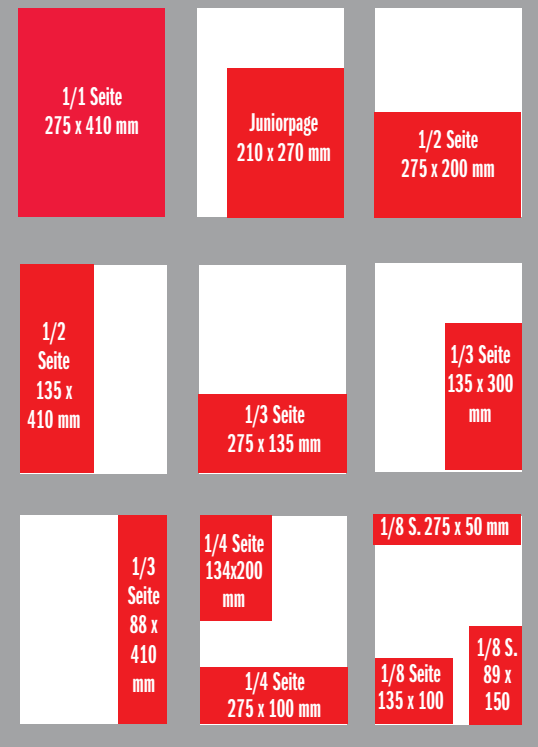 1/1 Seite
275 x 410 mm
Juniorpage
210 x 270 mm
1/2 Seite
275 x 200 mm
1/2
Seite
135 x
410 mm
1/3 Seite
275 x 135 mm
1/3 Seite
135 x 300
mm
1/3
Seite
88 x
410
mm
1/4 Seite
134x200
mm
1/4 Seite
275 x 100 mm
1/8 S. 275 x 50 mm
1/8 Seite
135 x 100
1/8 S.
89 x
150